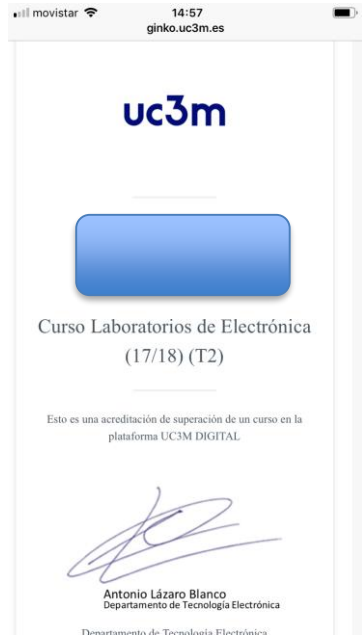 movistar 14:57
ginko.uc3m.es
uc3m
Curso Laboratorios de Electrónica
(17/18) (T2)
Esto es una acreditación de superación de un curso en la
plataforma UC3M DIGITAL
Antonio Lázaro Blanco
Departamento de Tecnología Electrónica
Departamento de Tecnología Electrónica